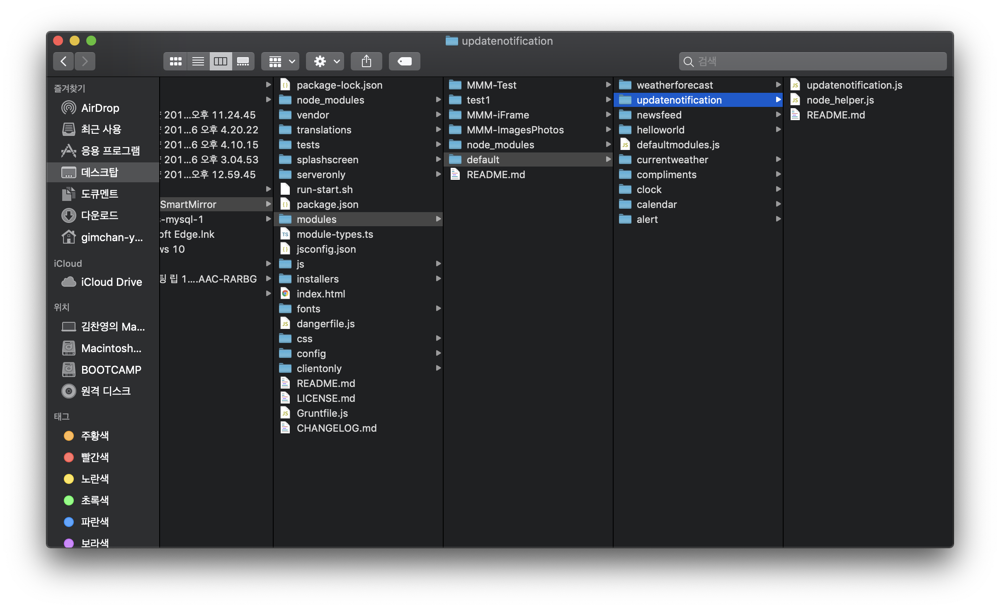 updatenotification
검색
즐겨찾기
AirDrop
최근 사용
응용 프로그램
데스크탑
도큐멘트
다운로드
gimchan-y...
iCloud
iCloud Drive
위치
김찬영의 Ma...
Macintosh...
BOOTCAMP
원격 디스크
태그
주황색
빨간색
노란색
초록색
파란색
보라색
201...오후 11.24.45
201...6 오후 4.20.22
201...6 오후 4.10.15
201...6 오후 3.04.53
201...오후 12.59.45
SmartMirror
-mysql-1
oft Edge.lnk
ws 10
팅 립 1....AAC-RARBG
package-lock.json
node_modules
vendor
translations
tests
splashscreen
serveronly
run-start.sh
package.json
modules
module-types.ts
jsconfig.json
js
installers
index.html
fonts
dangerfile.js
css
config
clientonly
README.md
LICENSE.md
Gruntfile.js
CHANGELOG.md
MMM-Test
test1
MMM-iFrame
MMM-ImagesPhotos
node_modules
default
README.md
weatherforecast
updatenotification
newsfeed
helloworld
defaultmodules.js
currentweather
compliments
clock
calendar
alert
updatenotification.js
node_helper.js
README.md